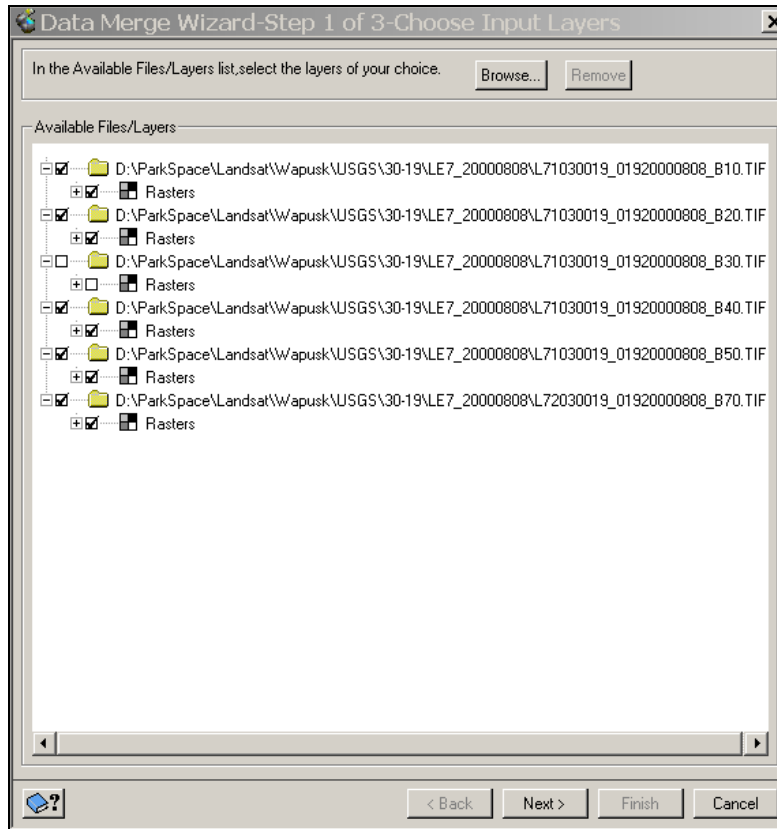 Data Merge Wizard-Step 1 of 3-Choose Input Layers
In the Available Files/Layers list,select the layers of your choice. Browse... Remove
Available Files/Layers
D:\ParkSpace\Landsat\Wapusk\USGS\30-19\LE7_20000808\L71030019_01920000808_B10.TIF
Rasters
D:\ParkSpace\Landsat\Wapusk\USGS\30-19\LE7_20000808\L71030019_01920000808_B20.TIF
Rasters
D:\ParkSpace\Landsat\Wapusk\USGS\30-19\LE7_20000808\L71030019_01920000808_B30.TIF
Rasters
D:\ParkSpace\Landsat\Wapusk\USGS\30-19\LE7_20000808\L71030019_01920000808_B40.TIF
Rasters
D:\ParkSpace\Landsat\Wapusk\USGS\30-19\LE7_20000808\L71030019_01920000808_B50.TIF
Rasters
D:\ParkSpace\Landsat\Wapusk\USGS\30-19\LE7_20000808\L72030019_01920000808_B70.TIF
Rasters
? < Back Next > Finish Cancel